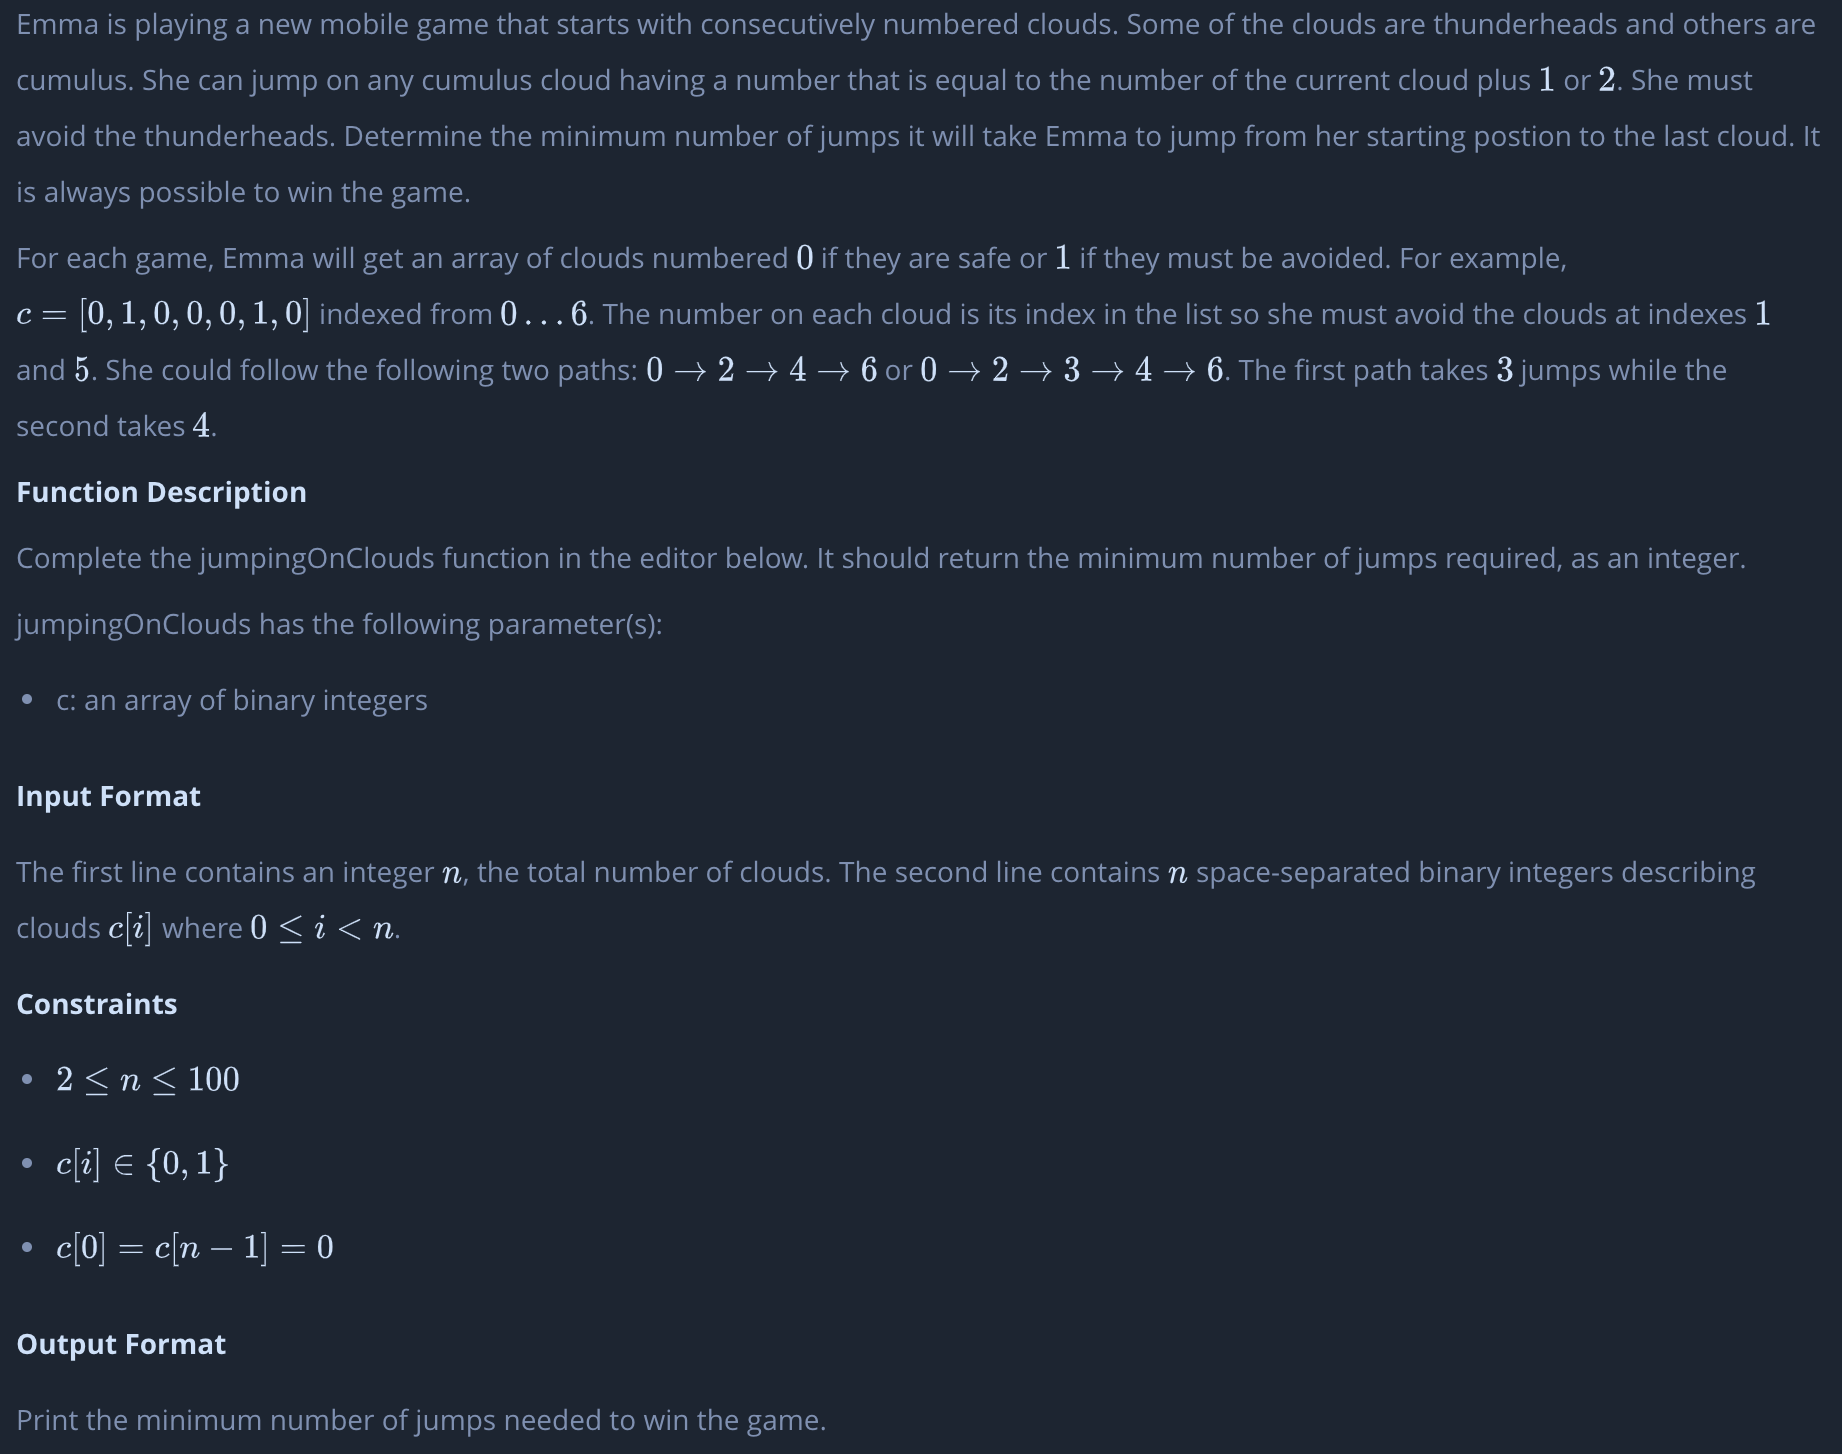 Emma is playing a new mobile game that starts with consecutively numbered clouds. Some of the clouds are thunderheads and others are
cumulus. She can jump on any cumulus cloud having a number that is equal to the number of the current cloud plus 1 or 2. She must
avoid the thunderheads. Determine the minimum number of jumps it will take Emma to jump from her starting postion to the last cloud. It
is always possible to win the game.
For each game, Emma will get an array of clouds numbered 0 if they are safe or 1 if they must be avoided. For example,
c = [0, 1, 0, 0, 0, 1, 0] indexed from 0 . . . 6. The number on each cloud is its index in the list so she must avoid the clouds at indexes 1
and 5. She could follow the following two paths: 0 → 2 → 4 → 6 or 0 → 2 → 3 → 4 → 6. The first path takes 3 jumps while the
second takes 4.
Function Description
Complete the jumpingOnClouds function in the editor below. It should return the minimum number of jumps required, as an integer.
jumpingOnClouds has the following parameter(s):
• c: an array of binary integers
Input Format
The first line contains an integer n, the total number of clouds. The second line contains n space-separated binary integers describing
clouds c[i] where 0 ≤ i < n.
Constraints
• 2 ≤ n ≤ 100
• c[i] ∈ {0, 1}
• c[0] = c[n − 1] = 0
Output Format
Print the minimum number of jumps needed to win the game.